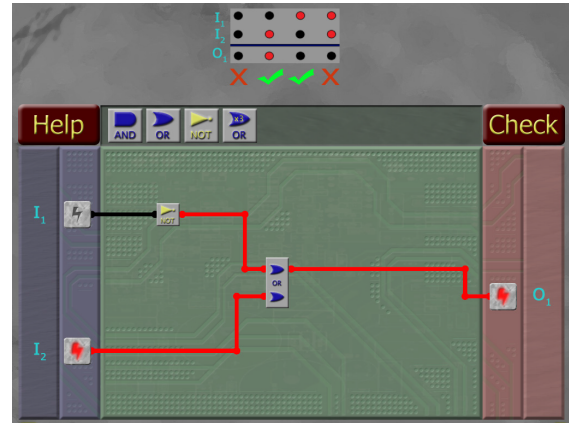 I1
I2
O1
Help
AND
OR
NOT
x3
OR
Check
I1
NOT
OR
O1
I2